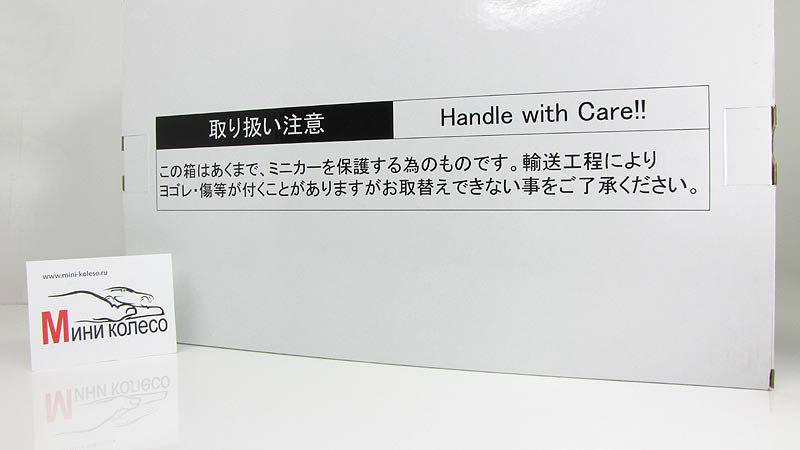 取り扱い注意
Handle with Care!!
この箱はあくまで、ミニカーを保護する為のものです。輸送工程により
ヨゴレ・傷等が付くことがありますがお取替えできない事をご了承ください。
www.mini-koleso.ru
Мини колесо